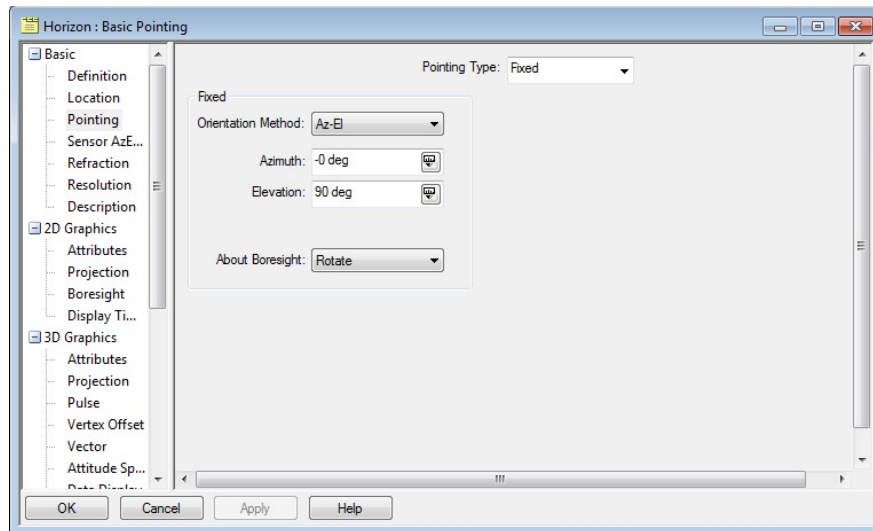 Horizon : Basic Pointing
Basic
Definition
Location
Pointing
Sensor AzE...
Refraction
Resolution
Description
2D Graphics
Attributes
Projection
Boresight
Display Ti...
3D Graphics
Attributes
Projection
Pulse
Vertex Offset
Vector
Attitude Sp...
Pointing Type: Fixed
Fixed
Orientation Method: Az-El
Azimuth: -0 deg
Elevation: 90 deg
About Boresight: Rotate
OK Cancel Apply Help